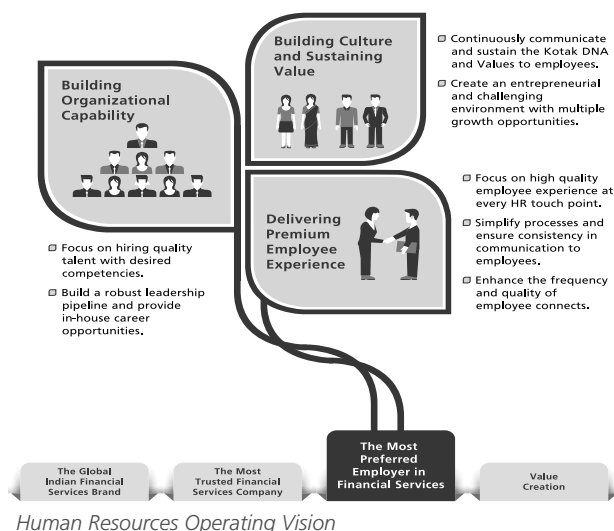 Building
Organizational
Capability
Focus on hiring quality
talent with desired
competencies.
Build a robust leadership
pipeline and provide
in-house career
opportunities.
Building Culture
and Sustaining
Value
Continuously communicate
and sustain the Kotak DNA
and Values to employees.
Create an entrepreneurial
and challenging
environment with multiple
growth opportunities.
Delivering
Premium
Employee
Experience
Focus on high quality
employee experience at
every HR touch point.
Simplify processes and
ensure consistency in
communication to
employees.
Enhance the frequency
and quality of
employee connects.
The Global
Indian Financial
Services Brand
The Most
Trusted Financial
Services Company
The Most
Preferred
Employer in
Financial Services
Value
Creation
Human Resources Operating Vision